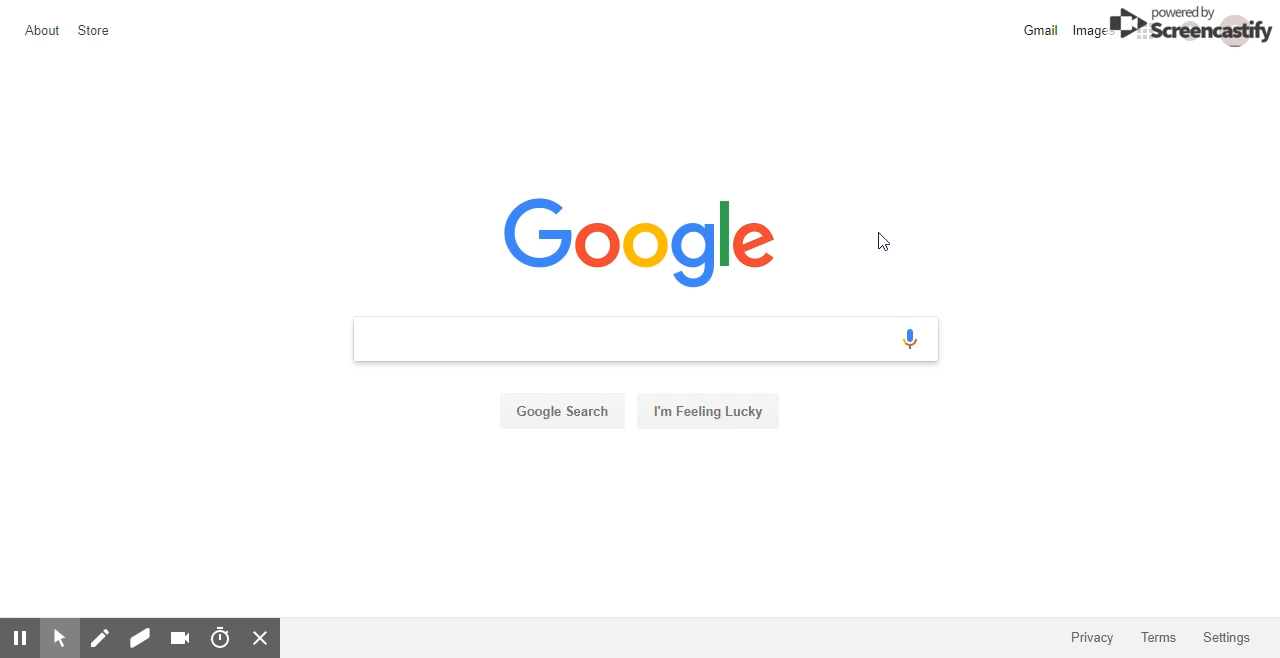 About Store
Gmail Images
powered by
Screencastify
Google
Google Search I'm Feeling Lucky
Privacy Terms Settings